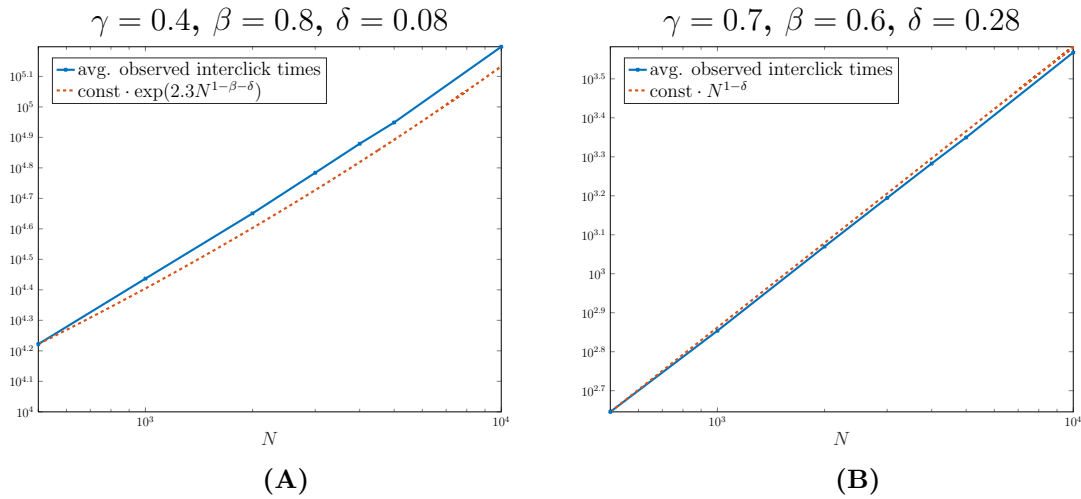 γ = 0.4, β = 0.8, δ = 0.08
avg. observed interclick times
const · exp(2.3N^{1−β−δ})
10^{5.1}
10^{5}
10^{4.9}
10^{4.8}
10^{4.7}
10^{4.6}
10^{4.5}
10^{4.4}
10^{4.3}
10^{4.2}
10^{4.1}
10^{4}
10^{3}
10^{4}
N
(A)
γ = 0.7, β = 0.6, δ = 0.28
avg. observed interclick times
const · N^{1−δ}
10^{3.5}
10^{3.4}
10^{3.3}
10^{3.2}
10^{3.1}
10^{3}
10^{2.9}
10^{2.8}
10^{2.7}
10^{3}
10^{4}
N
(B)